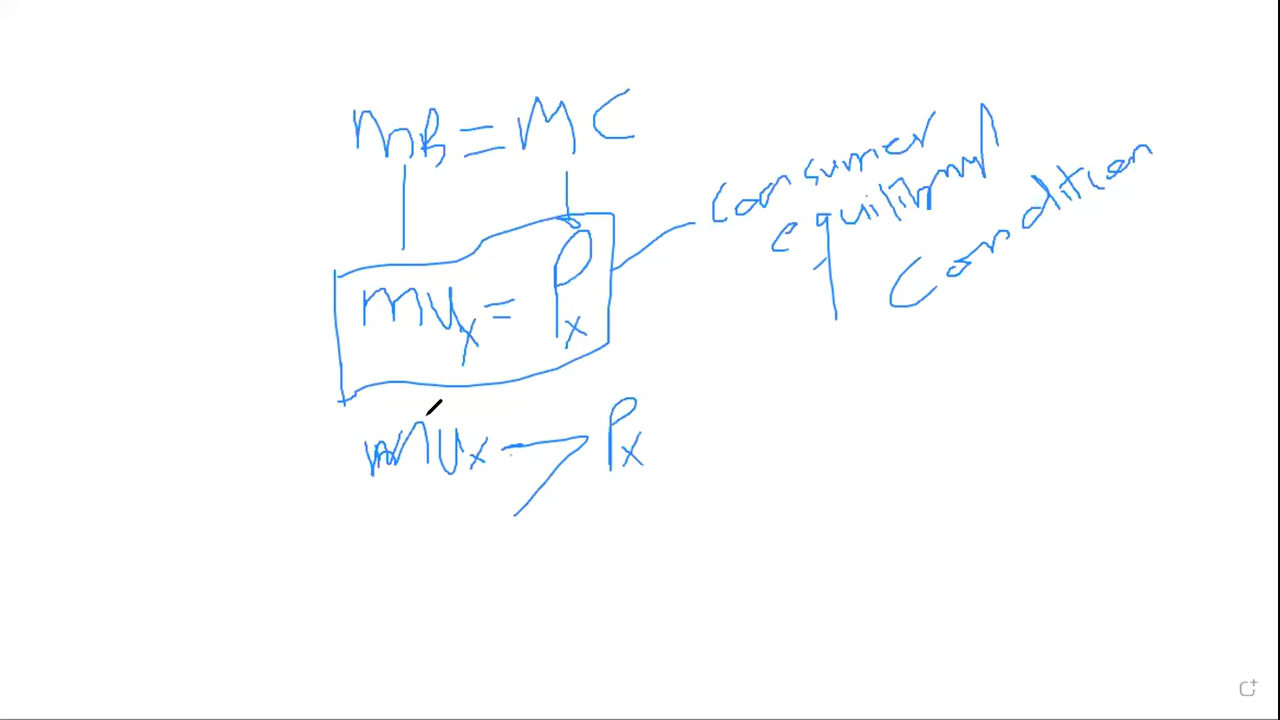 MB = MC
MUx = Px
consumer
equilibrium
condition
MUx > Px